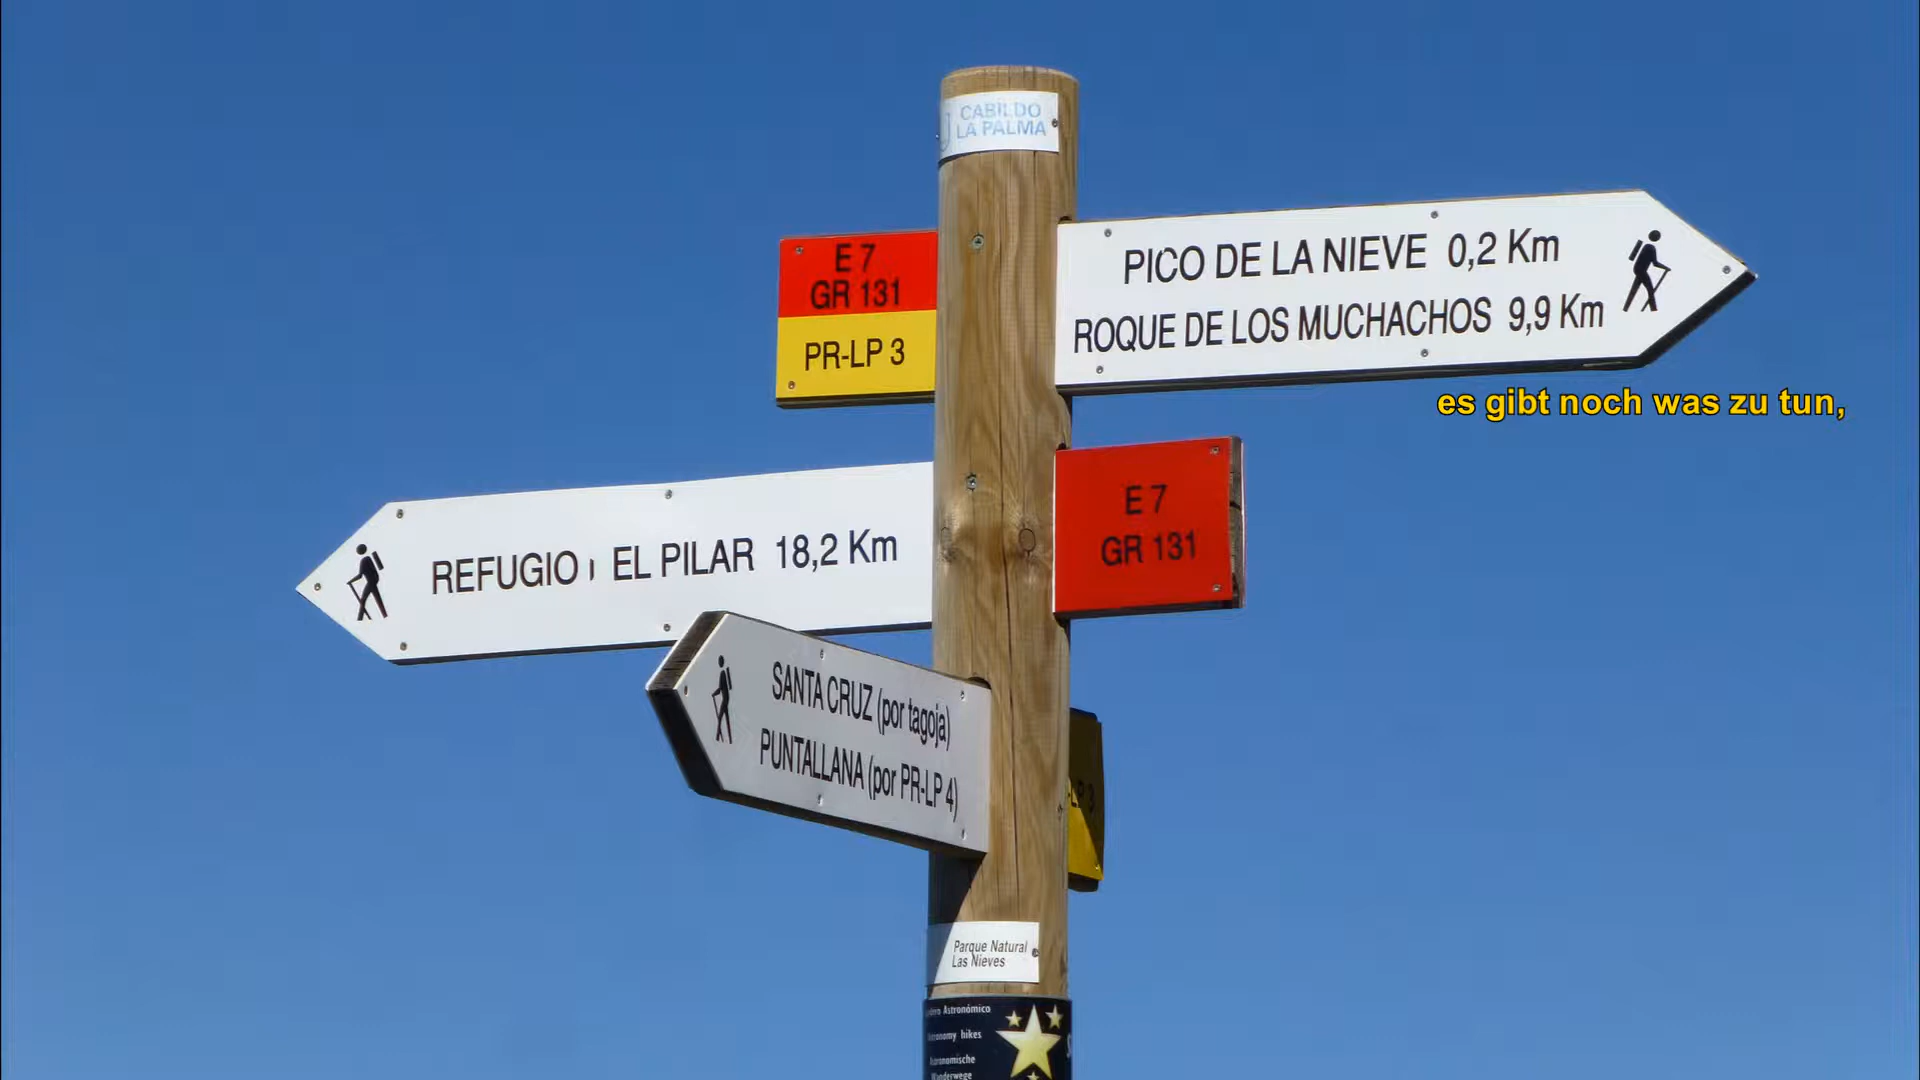 CABILDO
LA PALMA
E 7
GR 131
PR-LP 3
PICO DE LA NIEVE 0,2 Km
ROQUE DE LOS MUCHACHOS 9,9 Km
es gibt noch was zu tun,
REFUGIO EL PILAR 18,2 Km
E 7
GR 131
SANTA CRUZ (por tagoja)
PUNTALLANA (por PR-LP 4)
Parque Natural
Las Nieves
Astronómico
hikes
Wanderwege